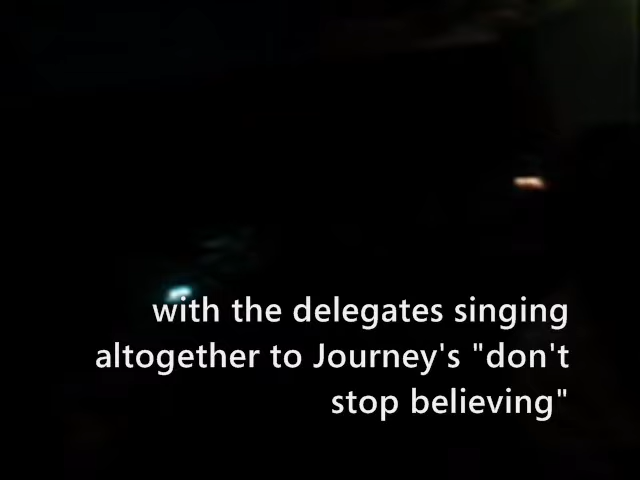 with the delegates singing
altogether to Journey's "don't
stop believing"